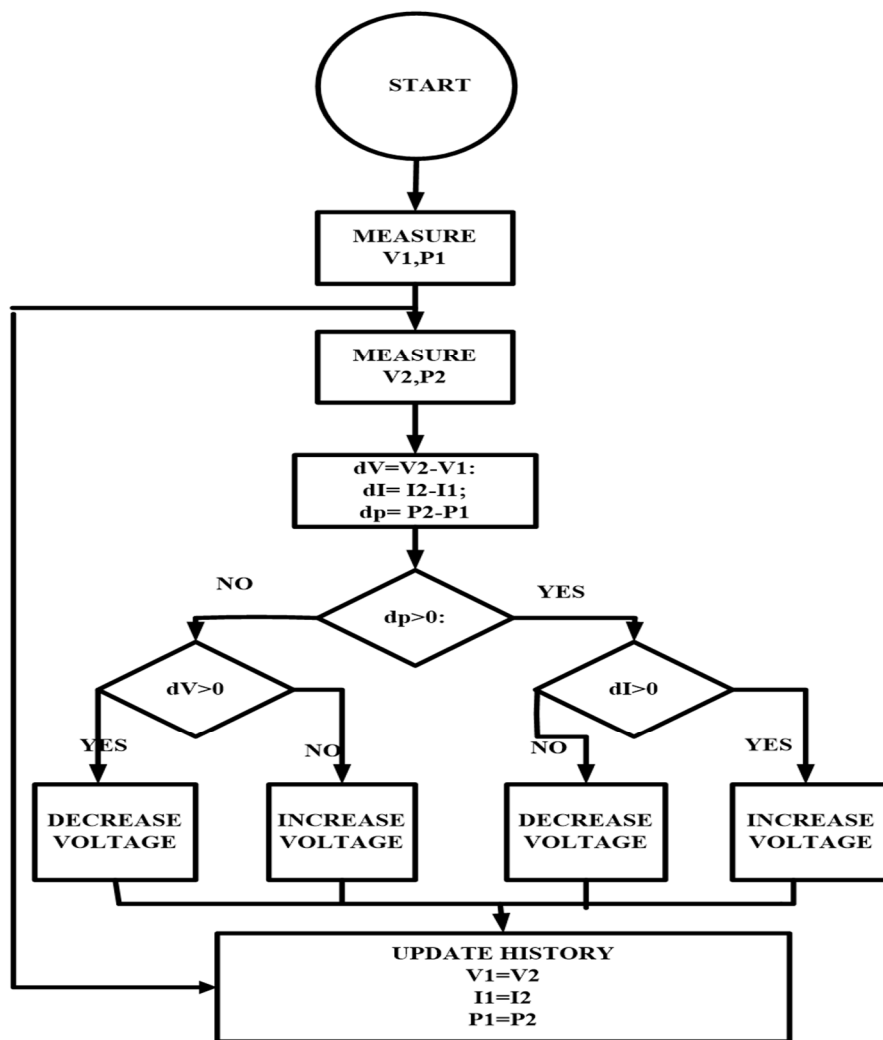 START
MEASURE
V1,P1
MEASURE
V2,P2
dV=V2-V1:
dI= I2-I1;
dp= P2-P1
NO
YES
dp>0:
dV>0
dI>0
YES
NO
NO
YES
DECREASE
VOLTAGE
INCREASE
VOLTAGE
DECREASE
VOLTAGE
INCREASE
VOLTAGE
UPDATE HISTORY
V1=V2
I1=I2
P1=P2